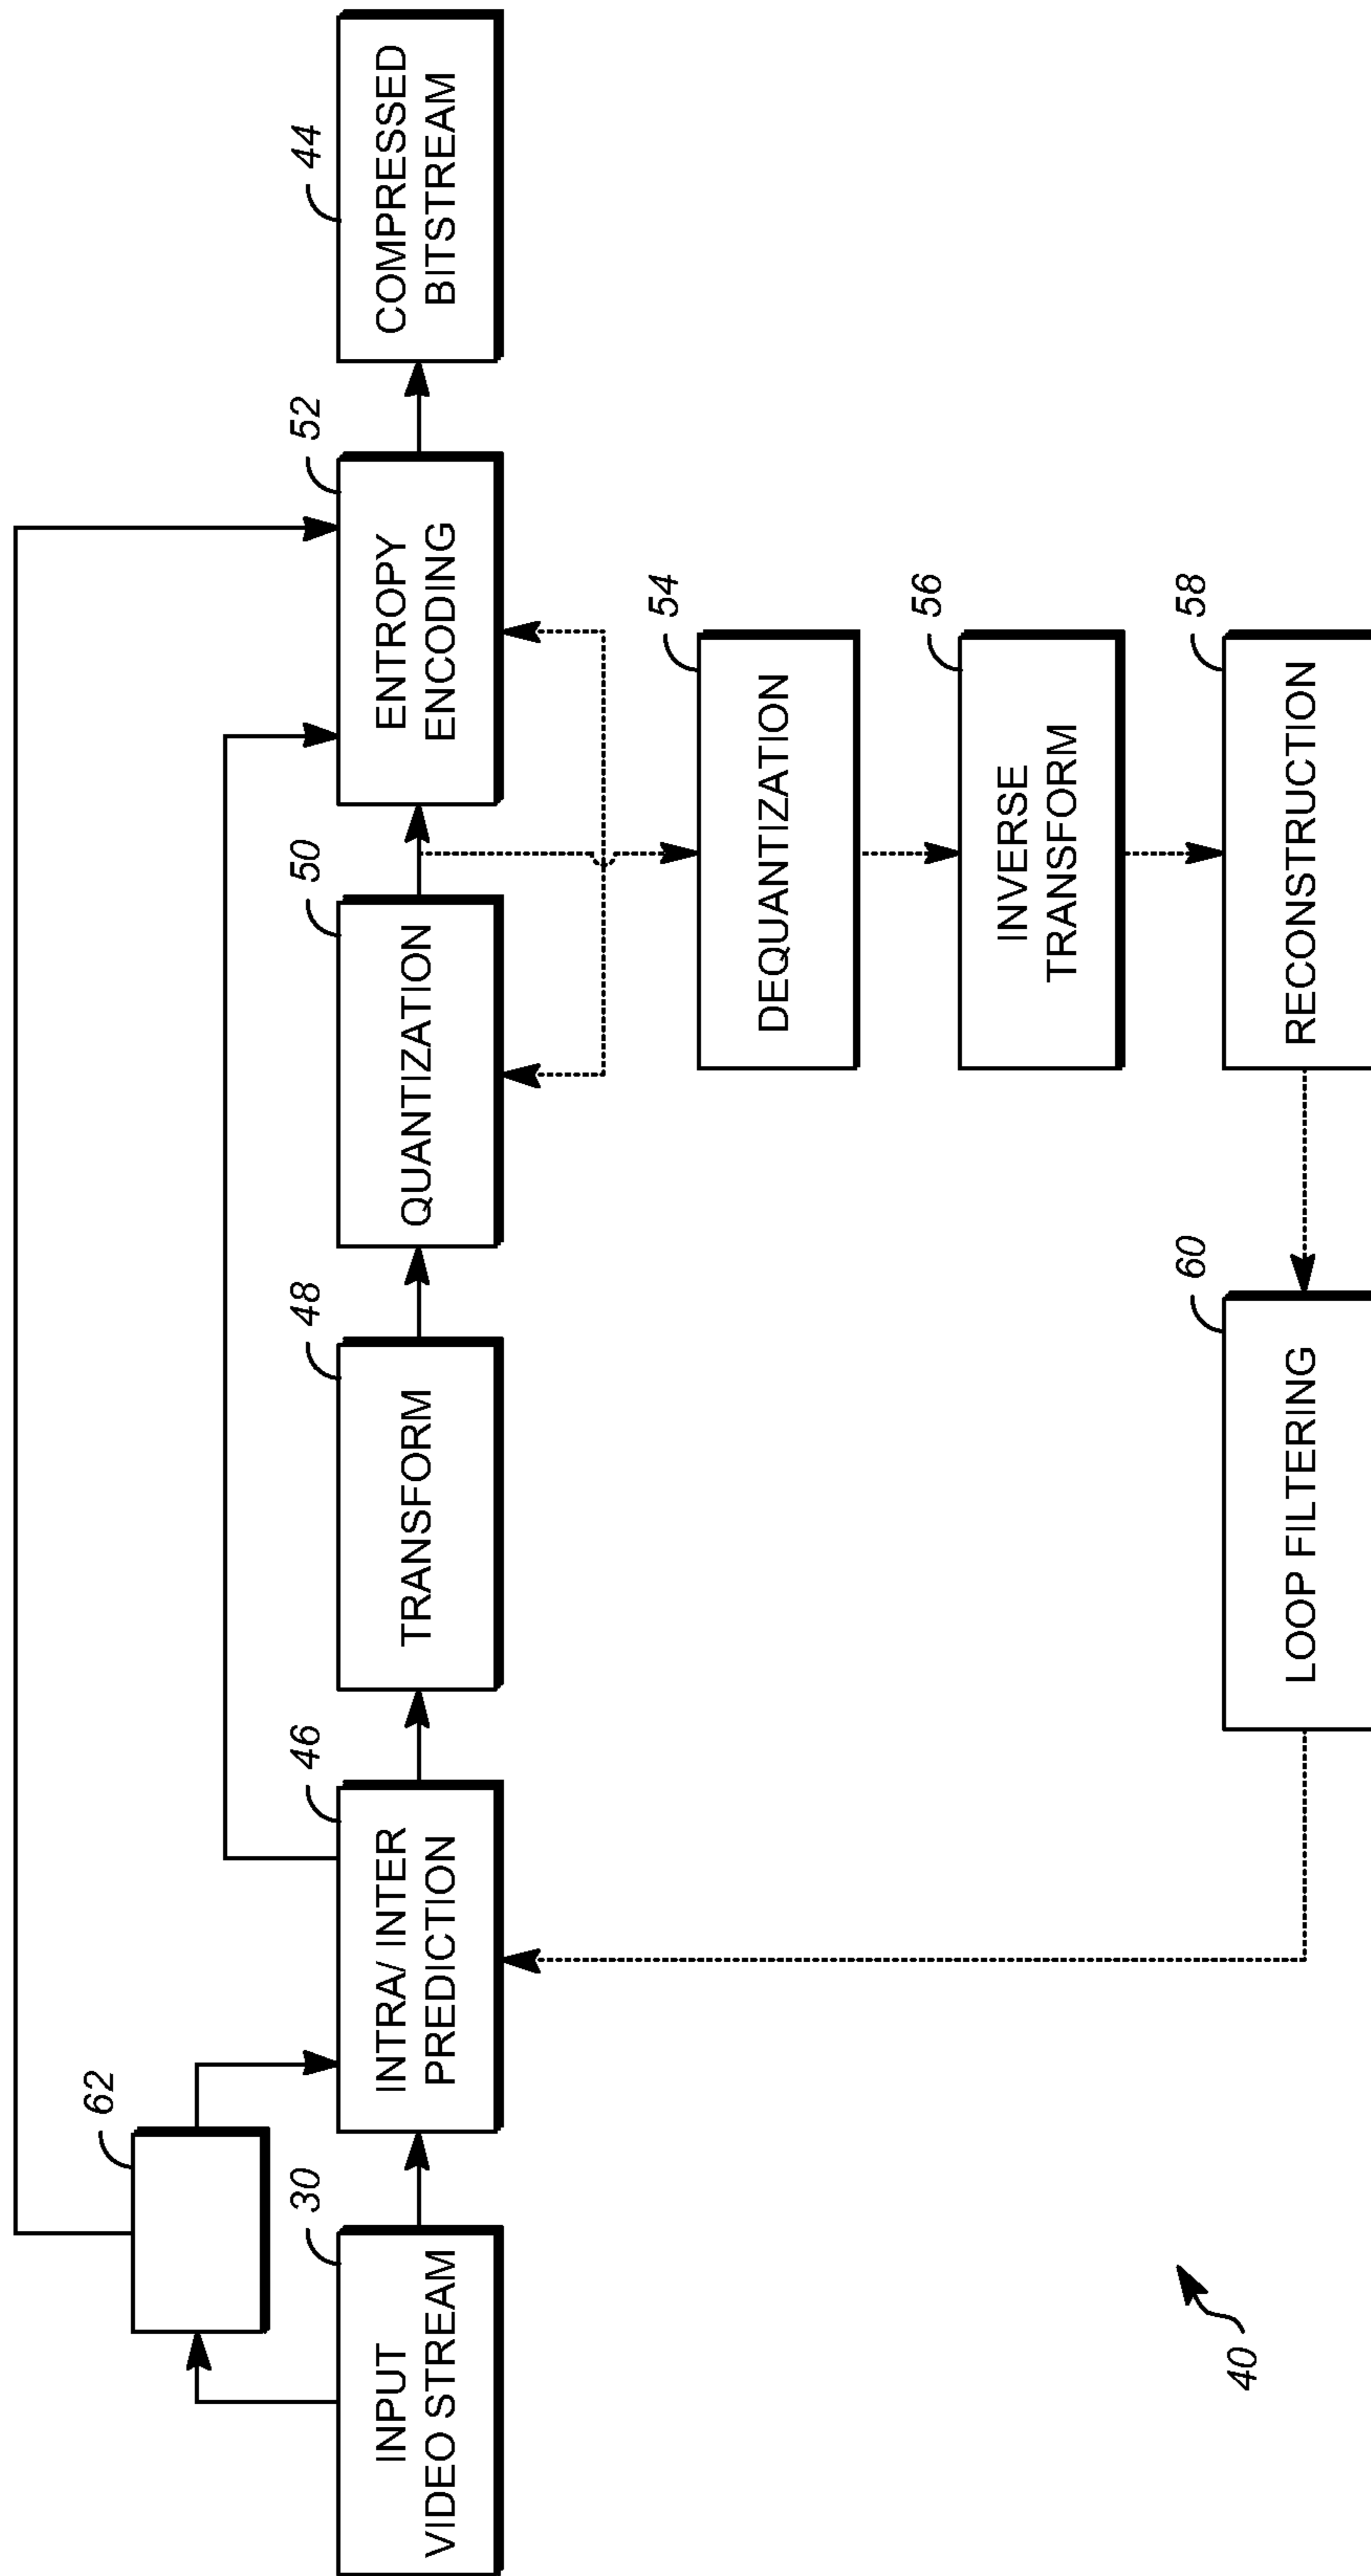 62
30
INPUT
VIDEO STREAM
46
INTRA/ INTER
PREDICTION
48
TRANSFORM
50
QUANTIZATION
52
ENTROPY
ENCODING
44
COMPRESSED
BITSTREAM
54
DEQUANTIZATION
56
INVERSE
TRANSFORM
60
LOOP FILTERING
58
RECONSTRUCTION
40